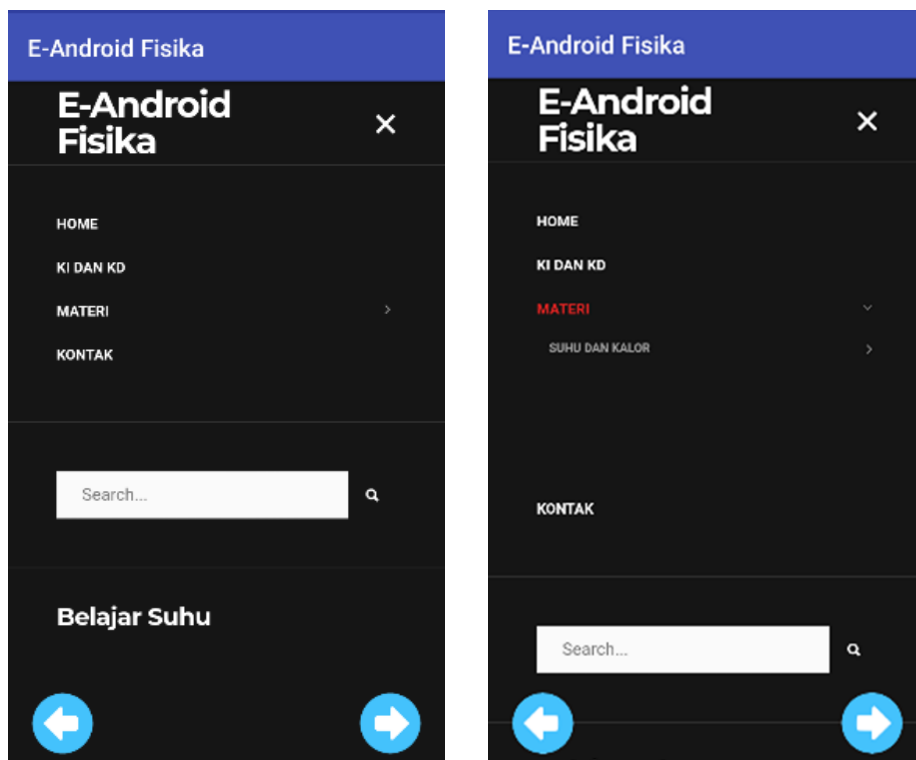 E-Android Fisika
E-Android
Fisika
HOME
KI DAN KD
MATERI
KONTAK
Search...
Belajar Suhu
E-Android Fisika
E-Android
Fisika
HOME
KI DAN KD
MATERI
SUHU DAN KALOR
KONTAK
Search...